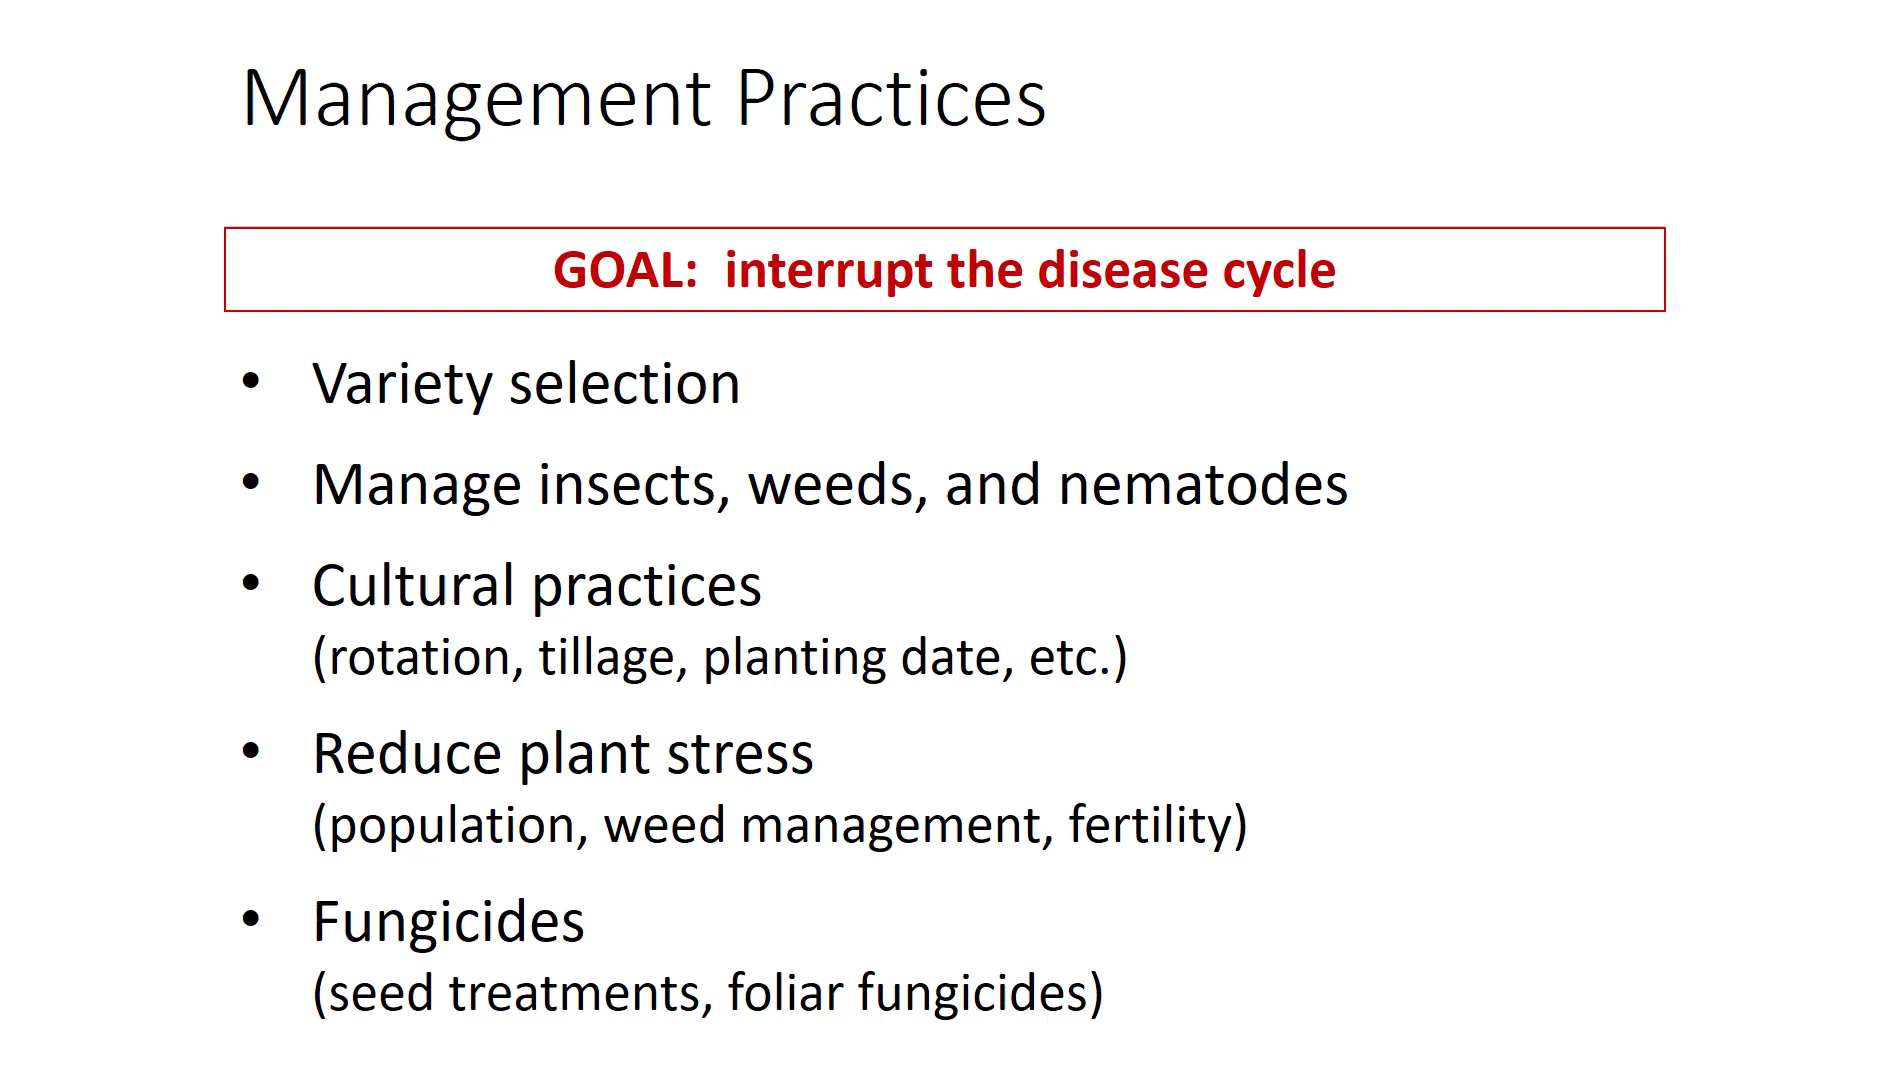 Management Practices
GOAL:  interrupt the disease cycle
• Variety selection
• Manage insects, weeds, and nematodes
• Cultural practices
(rotation, tillage, planting date, etc.)
• Reduce plant stress
(population, weed management, fertility)
• Fungicides
(seed treatments, foliar fungicides)